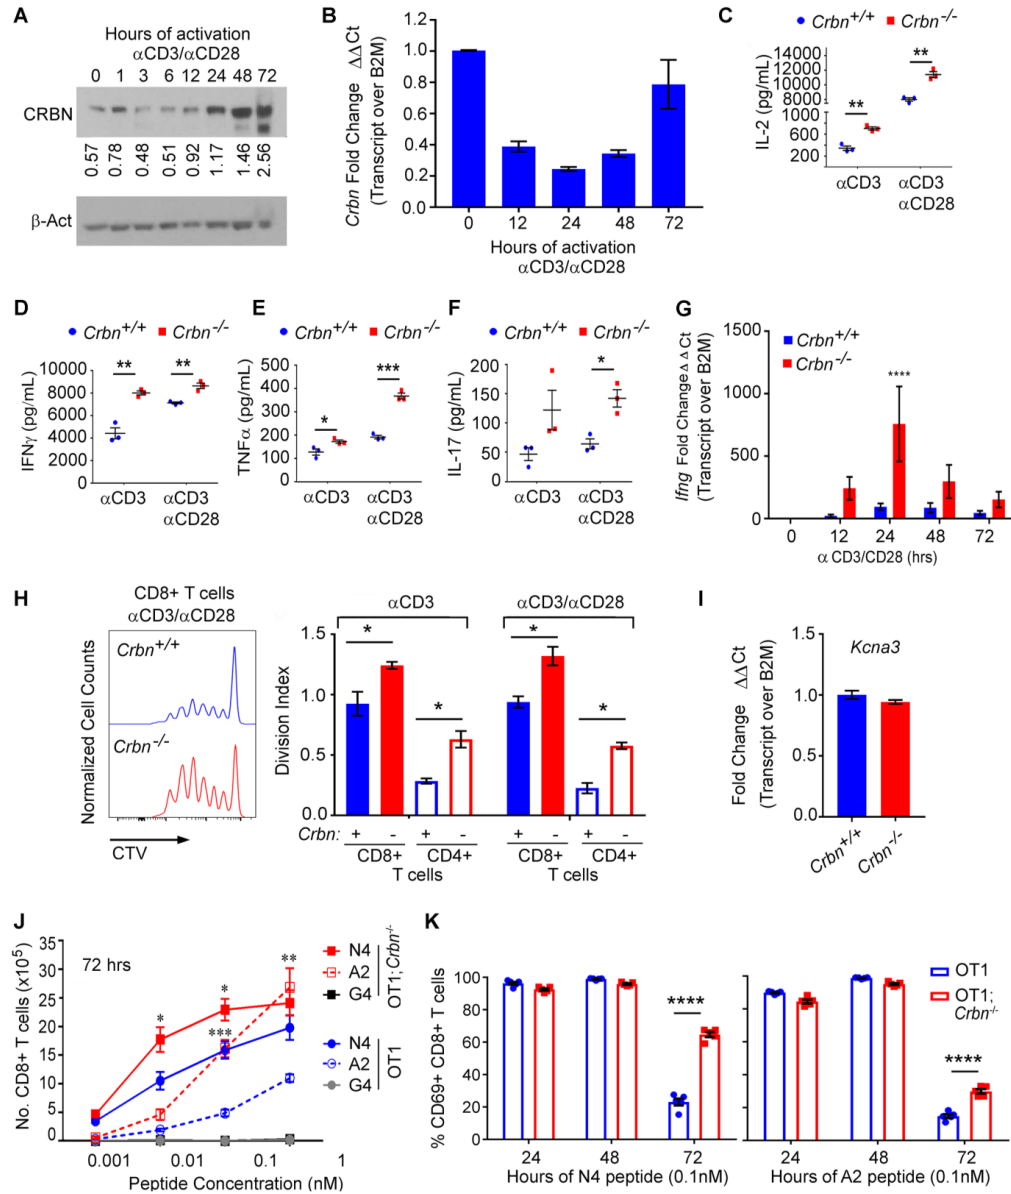 A
Hours of activation
αCD3/αCD28
0 1 3 6 12 24 48 72
CRBN
0.57 0.78 0.48 0.51 0.92 1.17 1.46 2.56
β-Act
B
Crbn Fold Change ΔΔCt
(Transcript over B2M)
1.2
1.0
0.8
0.6
0.4
0.2
0.0
0 12 24 48 72
Hours of activation
αCD3/αCD28
C
Crbn+/+ Crbn-/-
IL-2 (pg/mL)
14000
12000
10000
8000
600
400
200
**
**
αCD3 αCD3
αCD28
D
Crbn+/+ Crbn-/-
IFNγ (pg/mL)
10000
8000
6000
4000
2000
0
** **
αCD3 αCD3
αCD28
E
Crbn+/+ Crbn-/-
TNFα (pg/mL)
500
400
300
200
100
0
* ***
αCD3 αCD3
αCD28
F
Crbn+/+ Crbn-/-
IL-17 (pg/mL)
200
150
100
50
0
*
αCD3 αCD3
αCD28
G
Ifng Fold Change Δ Δ Ct
(Transcript over B2M)
1500
1000
500
0
Crbn+/+
Crbn-/-
****
0 12 24 48 72
α CD3/CD28 (hrs)
H
CD8+ T cells
αCD3/αCD28
Normalized Cell Counts
Crbn+/+
Crbn-/-
CTV
αCD3 αCD3/αCD28
Division Index
1.5
1.0
0.5
0.0
* * * *
Crbn: + - + - + - + -
CD8+ CD4+ CD8+ CD4+
T cells T cells
I
Kcna3
Fold Change ΔΔCt
(Transcript over B2M)
1.5
1.0
0.5
0.0
Crbn+/+ Crbn-/-
J
72 hrs
No. CD8+ T cells (x10⁵)
35
30
25
20
15
10
5
0
* * *** **
0.001 0.01 0.1 1
Peptide Concentration (nM)
N4
A2
G4
OT1;Crbn-/-
N4
A2
G4
OT1
K
% CD69+ CD8+ T cells
100
80
60
40
20
0
****
24 48 72
Hours of N4 peptide (0.1nM)
****
24 48 72
Hours of A2 peptide (0.1nM)
OT1
OT1;
Crbn-/-